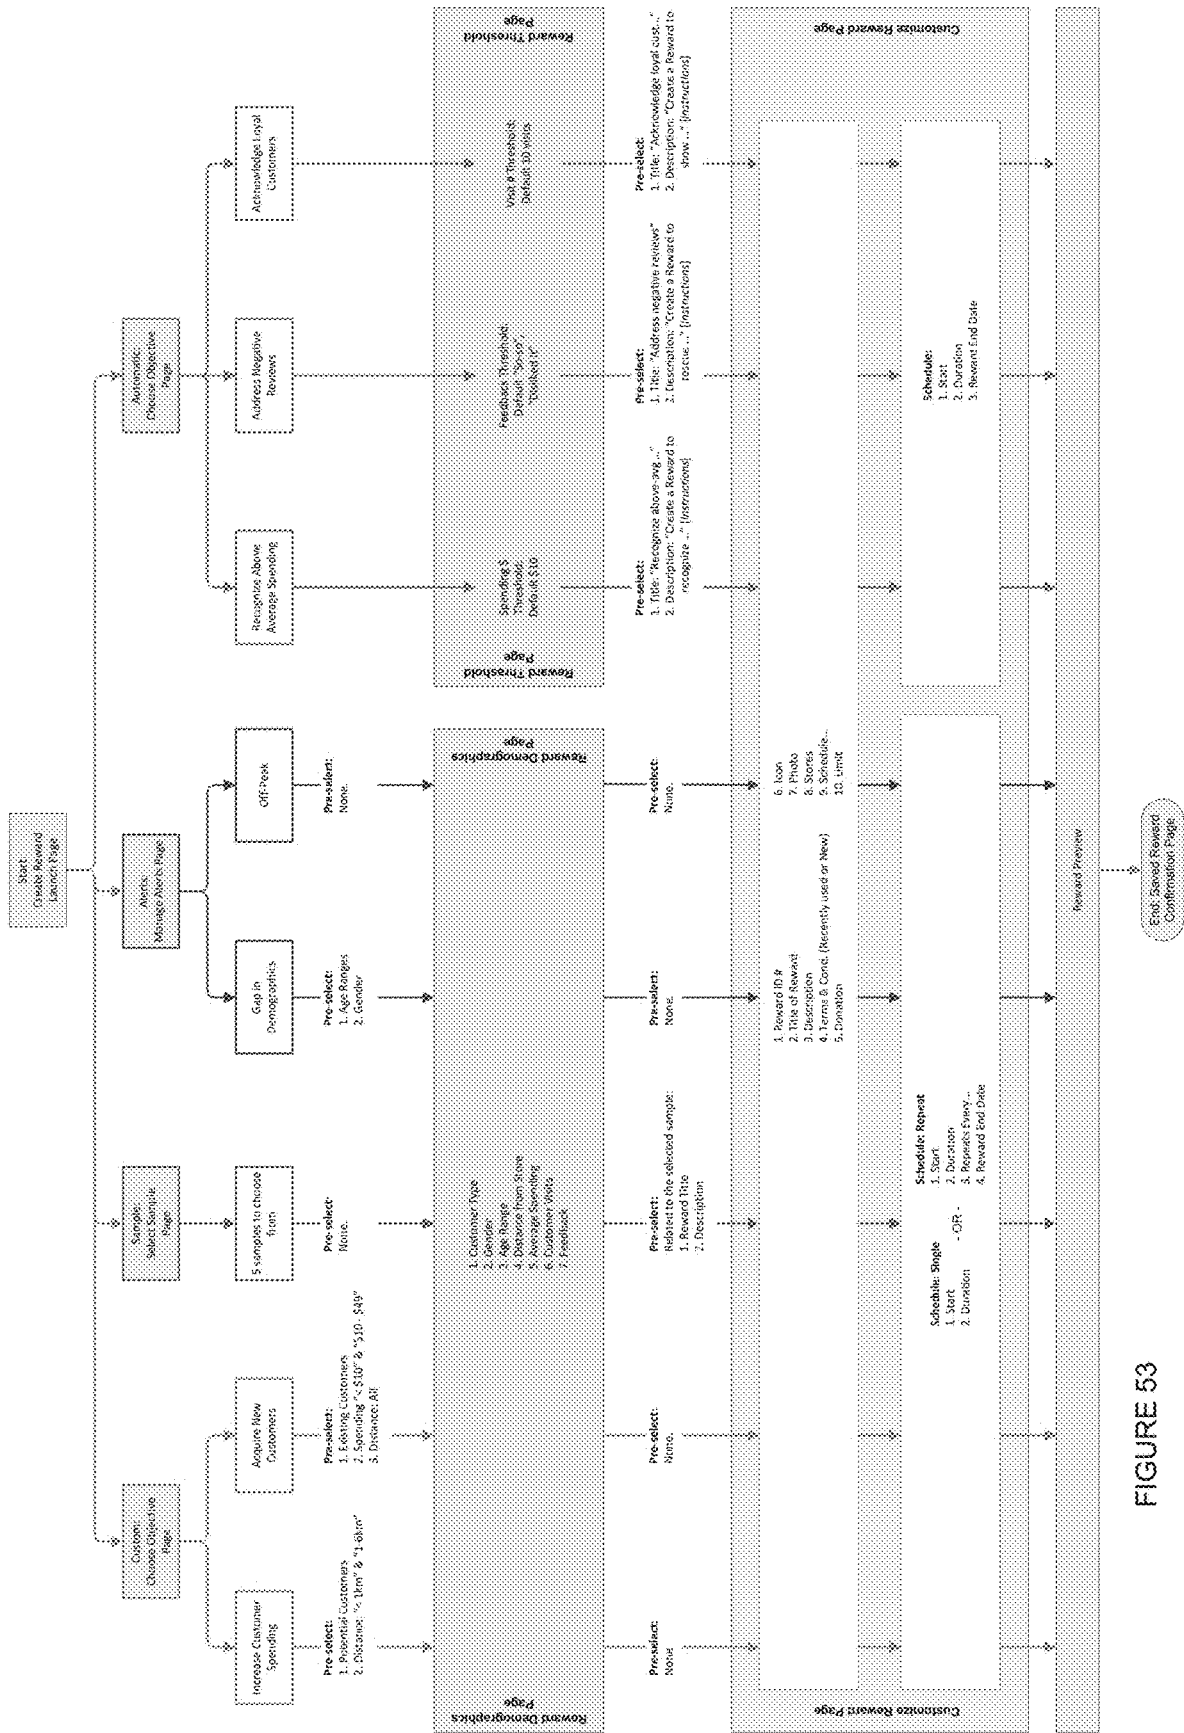 Start:
Create Reward
Launch Page
Custom:
Choose Objective
Page
Sample:
Select Sample
Page
Alerts:
Manage Alerts Page
Automatic:
Choose Objective
Page
Increase Customer
Spending
Acquire New
Customers
5 samples to choose
from
Gap in
Demographics
Off-Peak
Recognize Above
Average Spending
Address Negative
Reviews
Acknowledge Loyal
Customers
Pre-select:
1. Potential Customers
2. Distance: "< 1km" & "1-6km"
Pre-select:
1. Existing Customers
2. Spending "< $10" & "$10 - $49"
3. Distance: All
Pre-select:
None.
Pre-select:
1. Age Ranges
2. Gender
Pre-select:
None.
Reward Demographics
Page
1. Customer Type
2. Gender
3. Age Range
4. Distance from Store
5. Average Spending
6. Customer Visits
7. Feedback
Reward Demographics
Page
Reward Threshold
Page
Spending $
Threshold:
Default $10
Feedback Threshold:
Default "So-so",
"Disliked it"
Visit # Threshold:
Default 10 visits
Reward Threshold
Page
Pre-select:
None
Pre-select:
None.
Pre-select:
Related to the selected sample:
1. Reward Title
2. Description
Pre-select:
None.
Pre-select:
None.
Pre-select:
1. Title: "Recognize above-avg ..."
2. Description: "Create a Reward to
recognize ..." [instructions]
Pre-select:
1. Title: "Address negative reviews"
2. Description: "Create a Reward to
rescue ..." [instructions]
Pre-select:
1. Title: "Acknowledge loyal cust..."
2. Description: "Create a Reward to
show ..." [instructions]
Customize Reward Page
1. Reward ID #
2. Title of Reward
3. Description
4. Terms & Cond. (Recently used or New)
5. Donation
6. Icon
7. Photo
8. Stores
9. Schedule...
10. Limit
Customize Reward Page
Schedule: Single
1. Start
2. Duration
- OR -
Schedule: Repeat
1. Start
2. Duration
3. Repeats Every...
4. Reward End Date
Schedule:
1. Start
2. Duration
3. Reward End Date
Reward Preview
End: Saved Reward
Confirmation Page
FIGURE 53